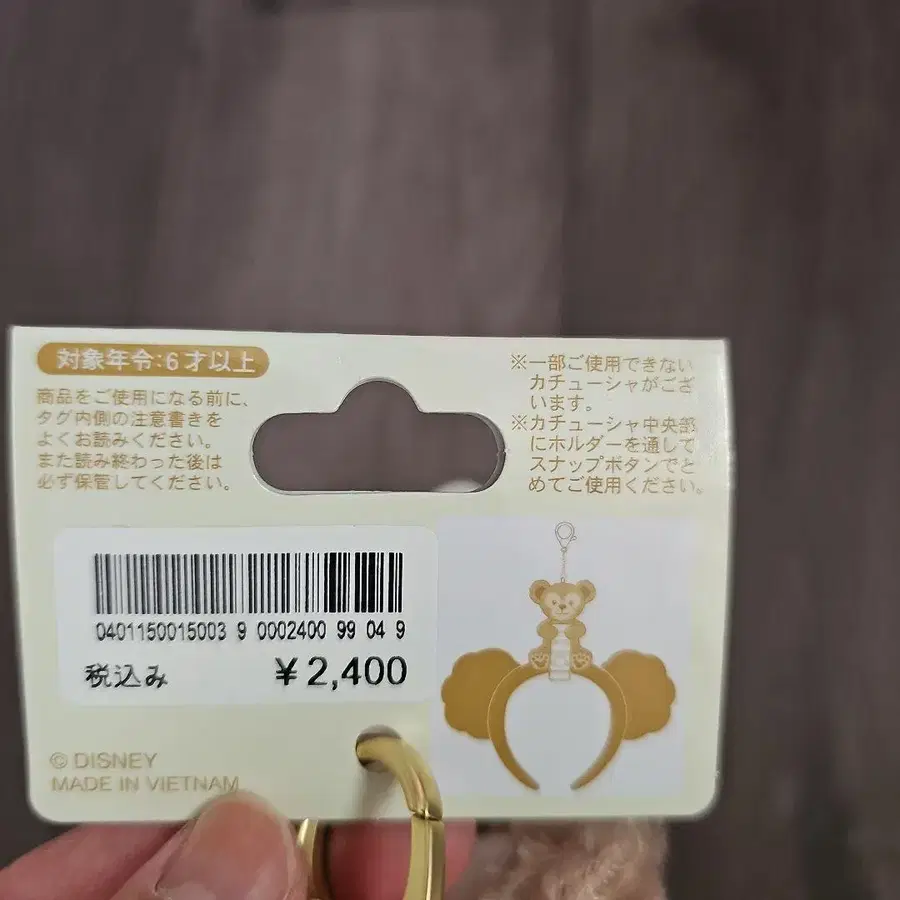 対象年令:6才以上
商品をご使用になる前に、
タグ内側の注意書きを
よくお読みください。
また読み終わった後は
必ず保管してください。
※一部ご使用できない
カチューシャがござ
います。
※カチューシャ中央部
にホルダーを通して
スナップボタンでと
めてご使用ください。
0401150015003 9 0002400 99 04 9
税込み ¥2,400
© DISNEY
MADE IN VIETNAM